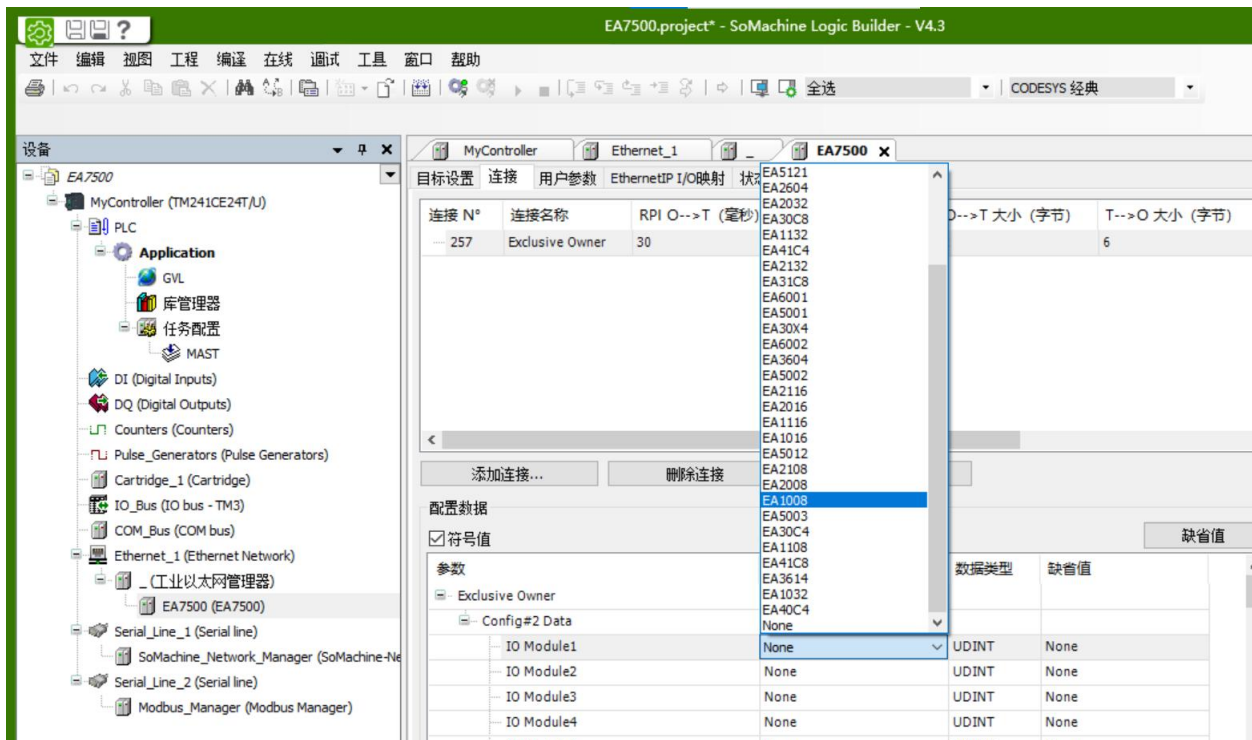 EA7500.project* - SoMachine Logic Builder - V4.3
文件 编辑 视图 工程 编译 在线 调试 工具 窗口 帮助
全选 CODESYS 经典
设备
EA7500
MyController (TM241CE24T/U)
PLC
Application
GVL
库管理器
任务配置
MAST
DI (Digital Inputs)
DQ (Digital Outputs)
Counters (Counters)
Pulse_Generators (Pulse Generators)
Cartridge_1 (Cartridge)
IO_Bus (IO bus - TM3)
COM_Bus (COM bus)
Ethernet_1 (Ethernet Network)
_ (工业以太网管理器)
EA7500 (EA7500)
Serial_Line_1 (Serial line)
SoMachine_Network_Manager (SoMachine-Ne
Serial_Line_2 (Serial line)
Modbus_Manager (Modbus Manager)
MyController Ethernet_1 _ EA7500
目标设置 连接 用户参数 EthernetIP I/O映射
连接 N° 连接名称 RPI O-->T (毫秒) O-->T 大小 (字节) T-->O 大小 (字节)
257 Exclusive Owner 30 6
EA5121
EA2604
EA2032
EA30C8
EA1132
EA41C4
EA2132
EA31C8
EA6001
EA5001
EA30X4
EA6002
EA3604
EA5002
EA2116
EA2016
EA1116
EA1016
EA5012
EA2108
EA2008
EA1008
EA5003
EA30C4
EA1108
EA41C8
EA3614
EA1032
EA40C4
None
添加连接... 删除连接
配置数据
符号值 缺省值
参数 数据类型 缺省值
Exclusive Owner
Config#2 Data
IO Module1 None UDINT None
IO Module2 None UDINT None
IO Module3 None UDINT None
IO Module4 None UDINT None